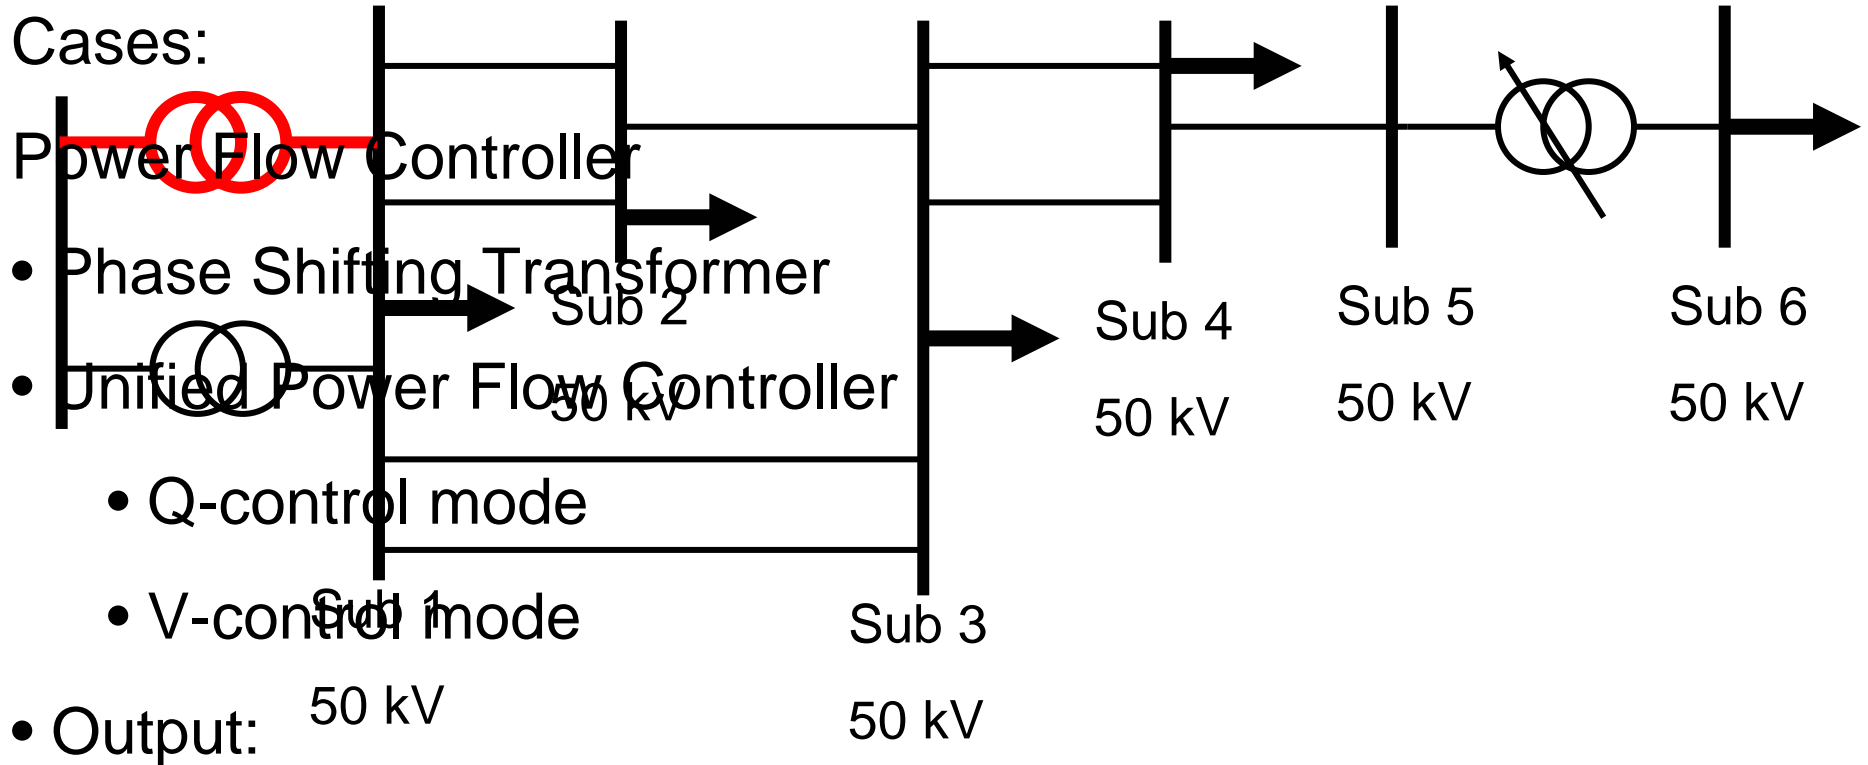 Cases:
Power Flow Controller
• Phase Shifting Transformer
• Unified Power Flow Controller
• Q-control mode
• V-control mode
• Output:
Sub 1
50 kV
Sub 2
50 kV
Sub 3
50 kV
Sub 4
50 kV
Sub 5
50 kV
Sub 6
50 kV